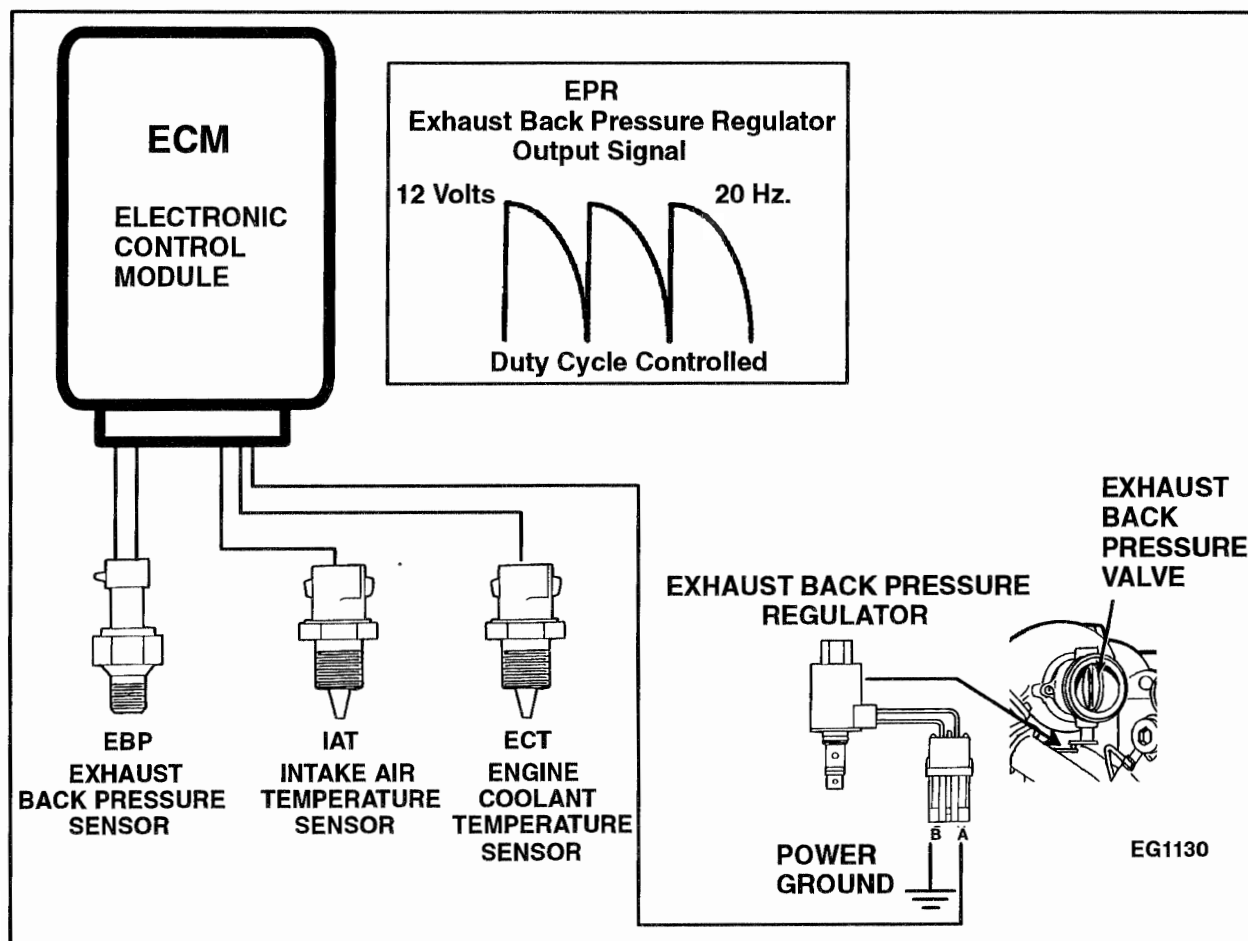 ECM
ELECTRONIC
CONTROL
MODULE
EPR
Exhaust Back Pressure Regulator
Output Signal
12 Volts
20 Hz.
Duty Cycle Controlled
EBP
EXHAUST
BACK PRESSURE
SENSOR
IAT
INTAKE AIR
TEMPERATURE
SENSOR
ECT
ENGINE
COOLANT
TEMPERATURE
SENSOR
EXHAUST BACK PRESSURE
REGULATOR
EXHAUST
BACK
PRESSURE
VALVE
B A
POWER
GROUND
EG1130